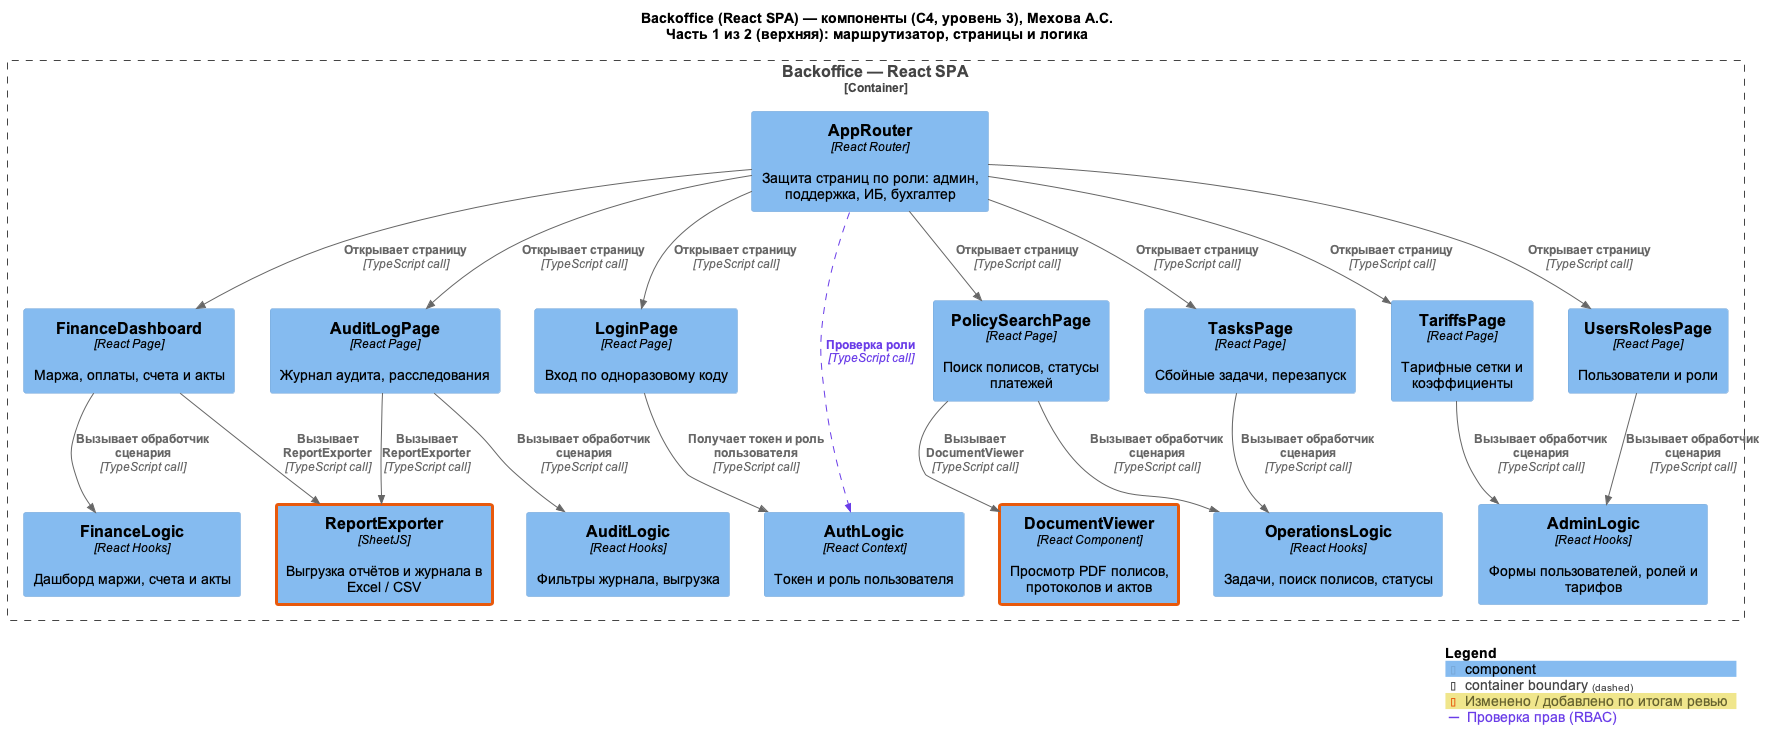 Backoffice (React SPA) — компоненты (C4, уровень 3), Мехова А.С.
Часть 1 из 2 (верхняя): маршрутизатор, страницы и логика
Backoffice — React SPA
[Container]
AppRouter
[React Router]
Защита страниц по роли: админ,
поддержка, ИБ, бухгалтер
Открывает страницу
[TypeScript call]
Открывает страницу
[TypeScript call]
Открывает страницу
[TypeScript call]
Открывает страницу
[TypeScript call]
Открывает страницу
[TypeScript call]
Открывает страницу
[TypeScript call]
Открывает страницу
[TypeScript call]
FinanceDashboard
[React Page]
Маржа, оплаты, счета и акты
AuditLogPage
[React Page]
Журнал аудита, расследования
LoginPage
[React Page]
Вход по одноразовому коду
Проверка роли
[TypeScript call]
PolicySearchPage
[React Page]
Поиск полисов, статусы
платежей
TasksPage
[React Page]
Сбойные задачи, перезапуск
TariffsPage
[React Page]
Тарифные сетки и
коэффициенты
UsersRolesPage
[React Page]
Пользователи и роли
Вызывает обработчик
сценария
[TypeScript call]
Вызывает
ReportExporter
[TypeScript call]
Вызывает
ReportExporter
[TypeScript call]
Вызывает обработчик
сценария
[TypeScript call]
Получает токен и роль
пользователя
[TypeScript call]
Вызывает
DocumentViewer
[TypeScript call]
Вызывает обработчик
сценария
[TypeScript call]
Вызывает обработчик
сценария
[TypeScript call]
Вызывает обработчик
сценария
[TypeScript call]
Вызывает обработчик
сценария
[TypeScript call]
FinanceLogic
[React Hooks]
Дашборд маржи, счета и акты
ReportExporter
[SheetJS]
Выгрузка отчётов и журнала в
Excel / CSV
AuditLogic
[React Hooks]
Фильтры журнала, выгрузка
AuthLogic
[React Context]
Токен и роль пользователя
DocumentViewer
[React Component]
Просмотр PDF полисов,
протоколов и актов
OperationsLogic
[React Hooks]
Задачи, поиск полисов, статусы
AdminLogic
[React Hooks]
Формы пользователей, ролей и
тарифов
Legend
component
container boundary (dashed)
Изменено / добавлено по итогам ревью
Проверка прав (RBAC)